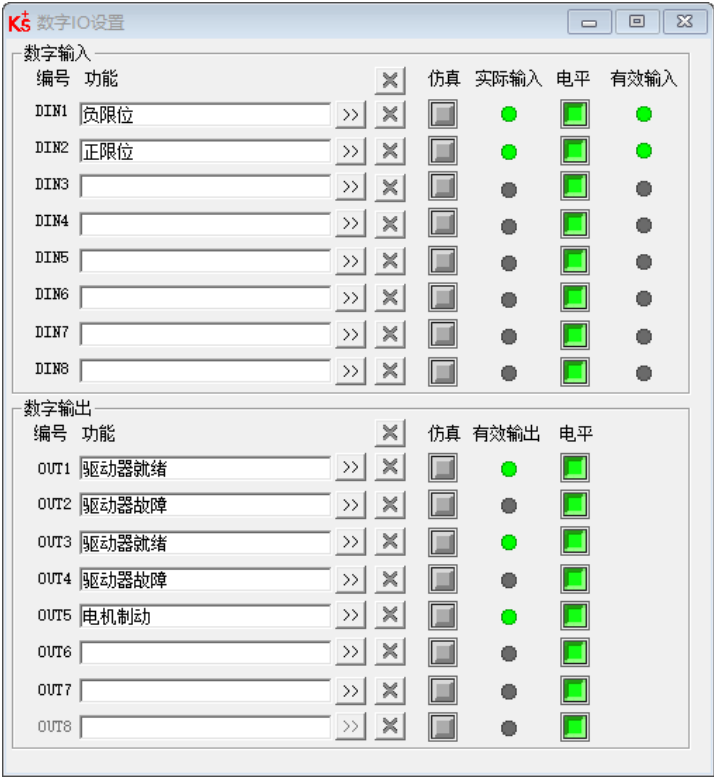 KS+ 数字IO设置
数字输入
编号 功能 仿真 实际输入 电平 有效输入
DIN1 负限位 >>
DIN2 正限位 >>
DIN3 >>
DIN4 >>
DIN5 >>
DIN6 >>
DIN7 >>
DIN8 >>
数字输出
编号 功能 仿真 有效输出 电平
OUT1 驱动器就绪 >>
OUT2 驱动器故障 >>
OUT3 驱动器就绪 >>
OUT4 驱动器故障 >>
OUT5 电机制动 >>
OUT6 >>
OUT7 >>
OUT8 >>